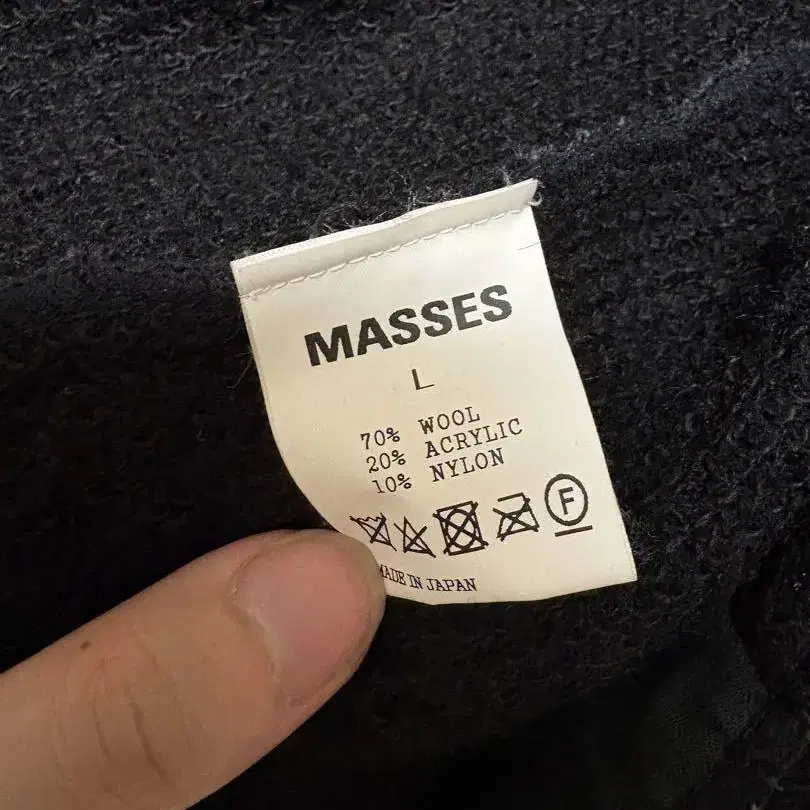 MASSES
L
70% WOOL
20% ACRYLIC
10% NYLON
F
MADE IN JAPAN